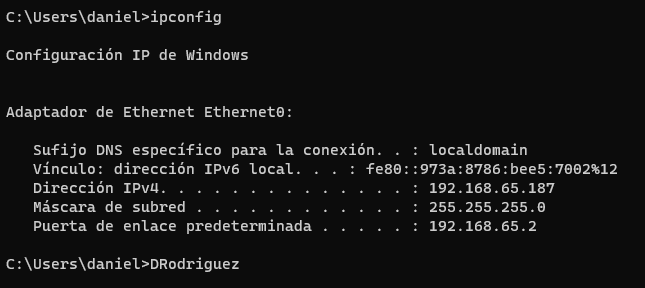 C:\Users\daniel>ipconfig
Configuración IP de Windows
Adaptador de Ethernet Ethernet0:
Sufijo DNS específico para la conexión. . : localdomain
Vínculo: dirección IPv6 local. . . : fe80::973a:8786:bee5:7002%12
Dirección IPv4. . . . . . . . . . . . . . : 192.168.65.187
Máscara de subred . . . . . . . . . . . . : 255.255.255.0
Puerta de enlace predeterminada . . . . . : 192.168.65.2
C:\Users\daniel>DRodriguez